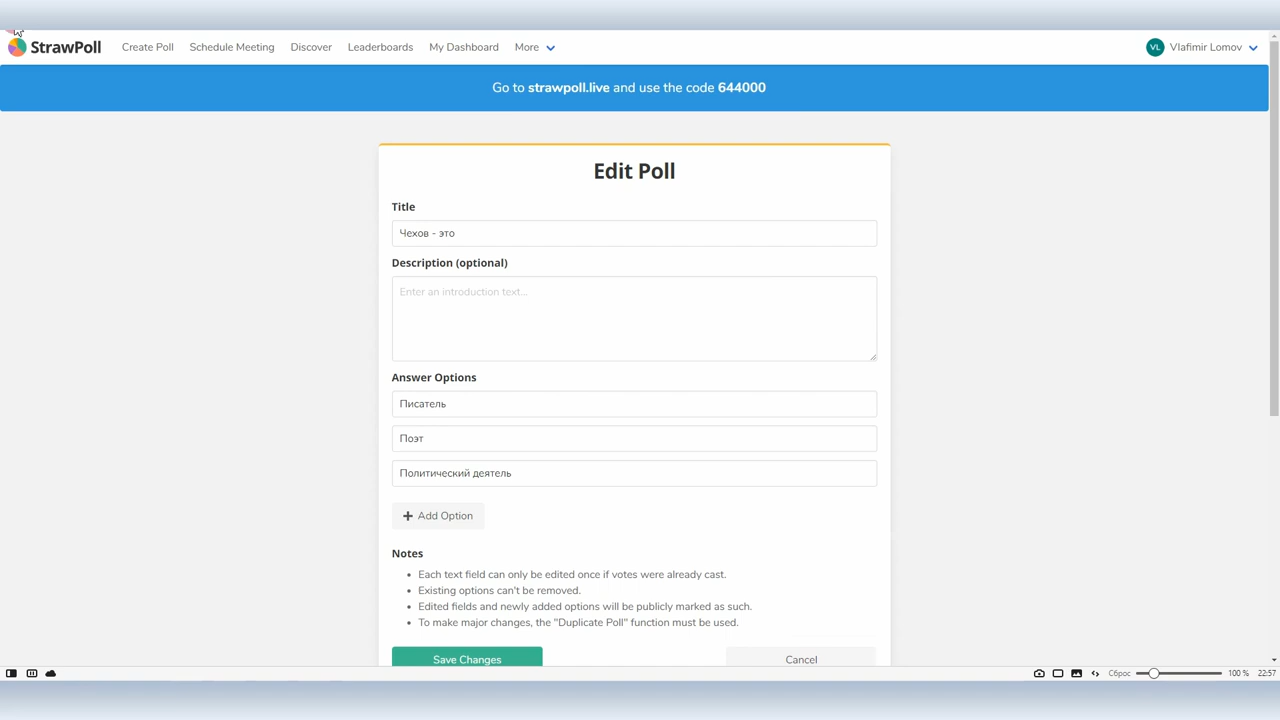 StrawPoll Create Poll Schedule Meeting Discover Leaderboards My Dashboard More VL Vlafimir Lomov
Go to strawpoll.live and use the code 644000
Edit Poll
Title
Чехов - это
Description (optional)
Enter an introduction text...
Answer Options
Писатель
Поэт
Политический деятель
Add Option
Notes
Each text field can only be edited once if votes were already cast.
Existing options can't be removed.
Edited fields and newly added options will be publicly marked as such.
To make major changes, the "Duplicate Poll" function must be used.
Save Changes Cancel
Сброс 100 % 22:57